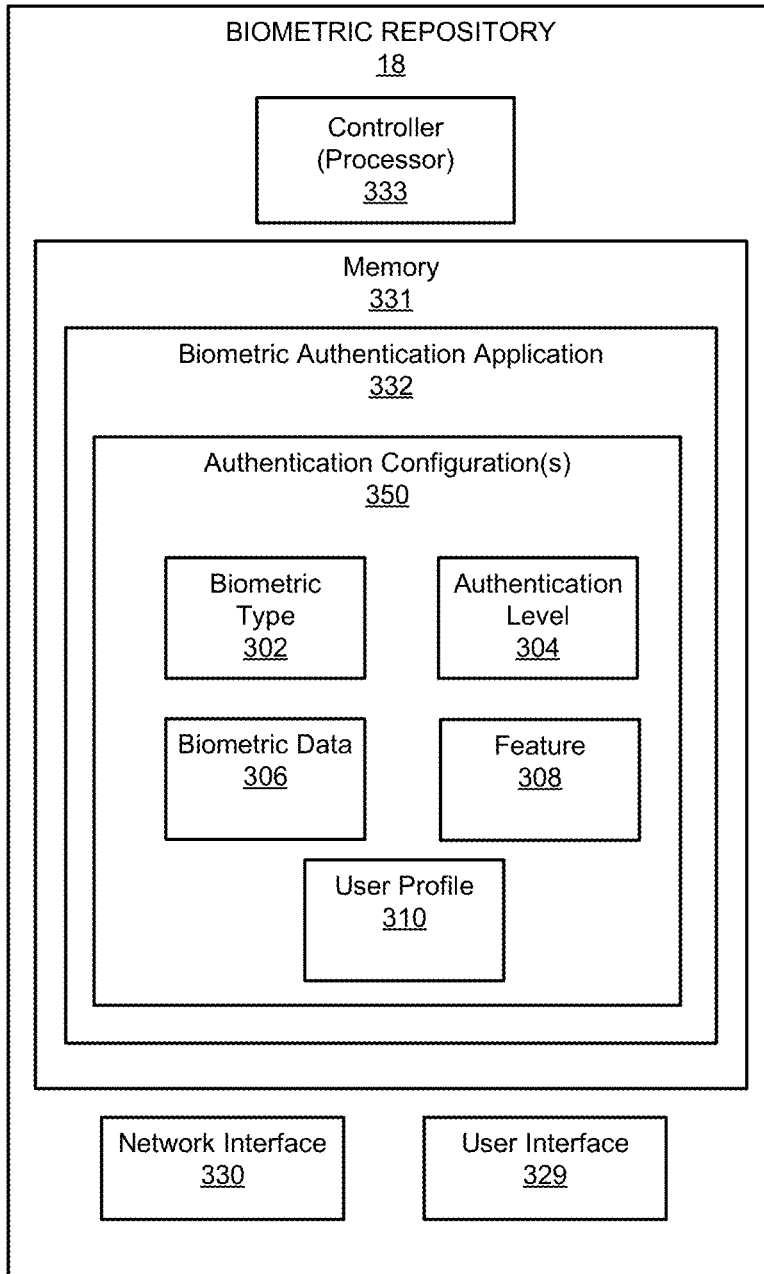 BIOMETRIC REPOSITORY
18
Controller
(Processor)
333
Memory
331
Biometric Authentication Application
332
Authentication Configuration(s)
350
Biometric
Type
302
Authentication
Level
304
Biometric Data
306
Feature
308
User Profile
310
Network Interface
330
User Interface
329